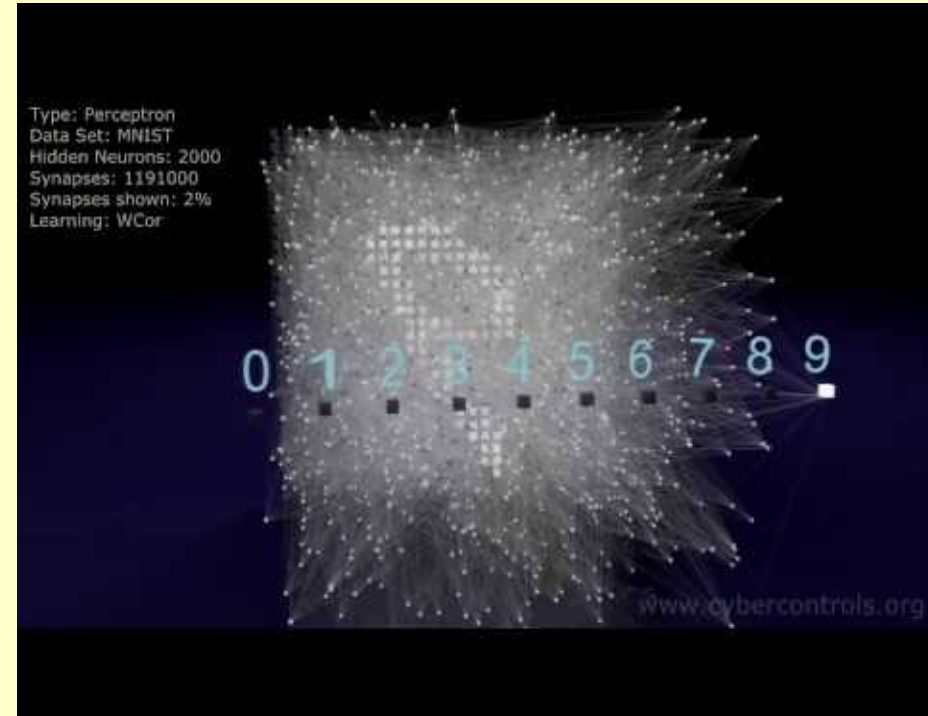 Type: Perceptron
Data Set: MNIST
Hidden Neurons: 2000
Synapses: 1191000
Synapses shown: 2%
Learning: WCor
0 1 2 3 4 5 6 7 8 9
www.cybercontrols.org